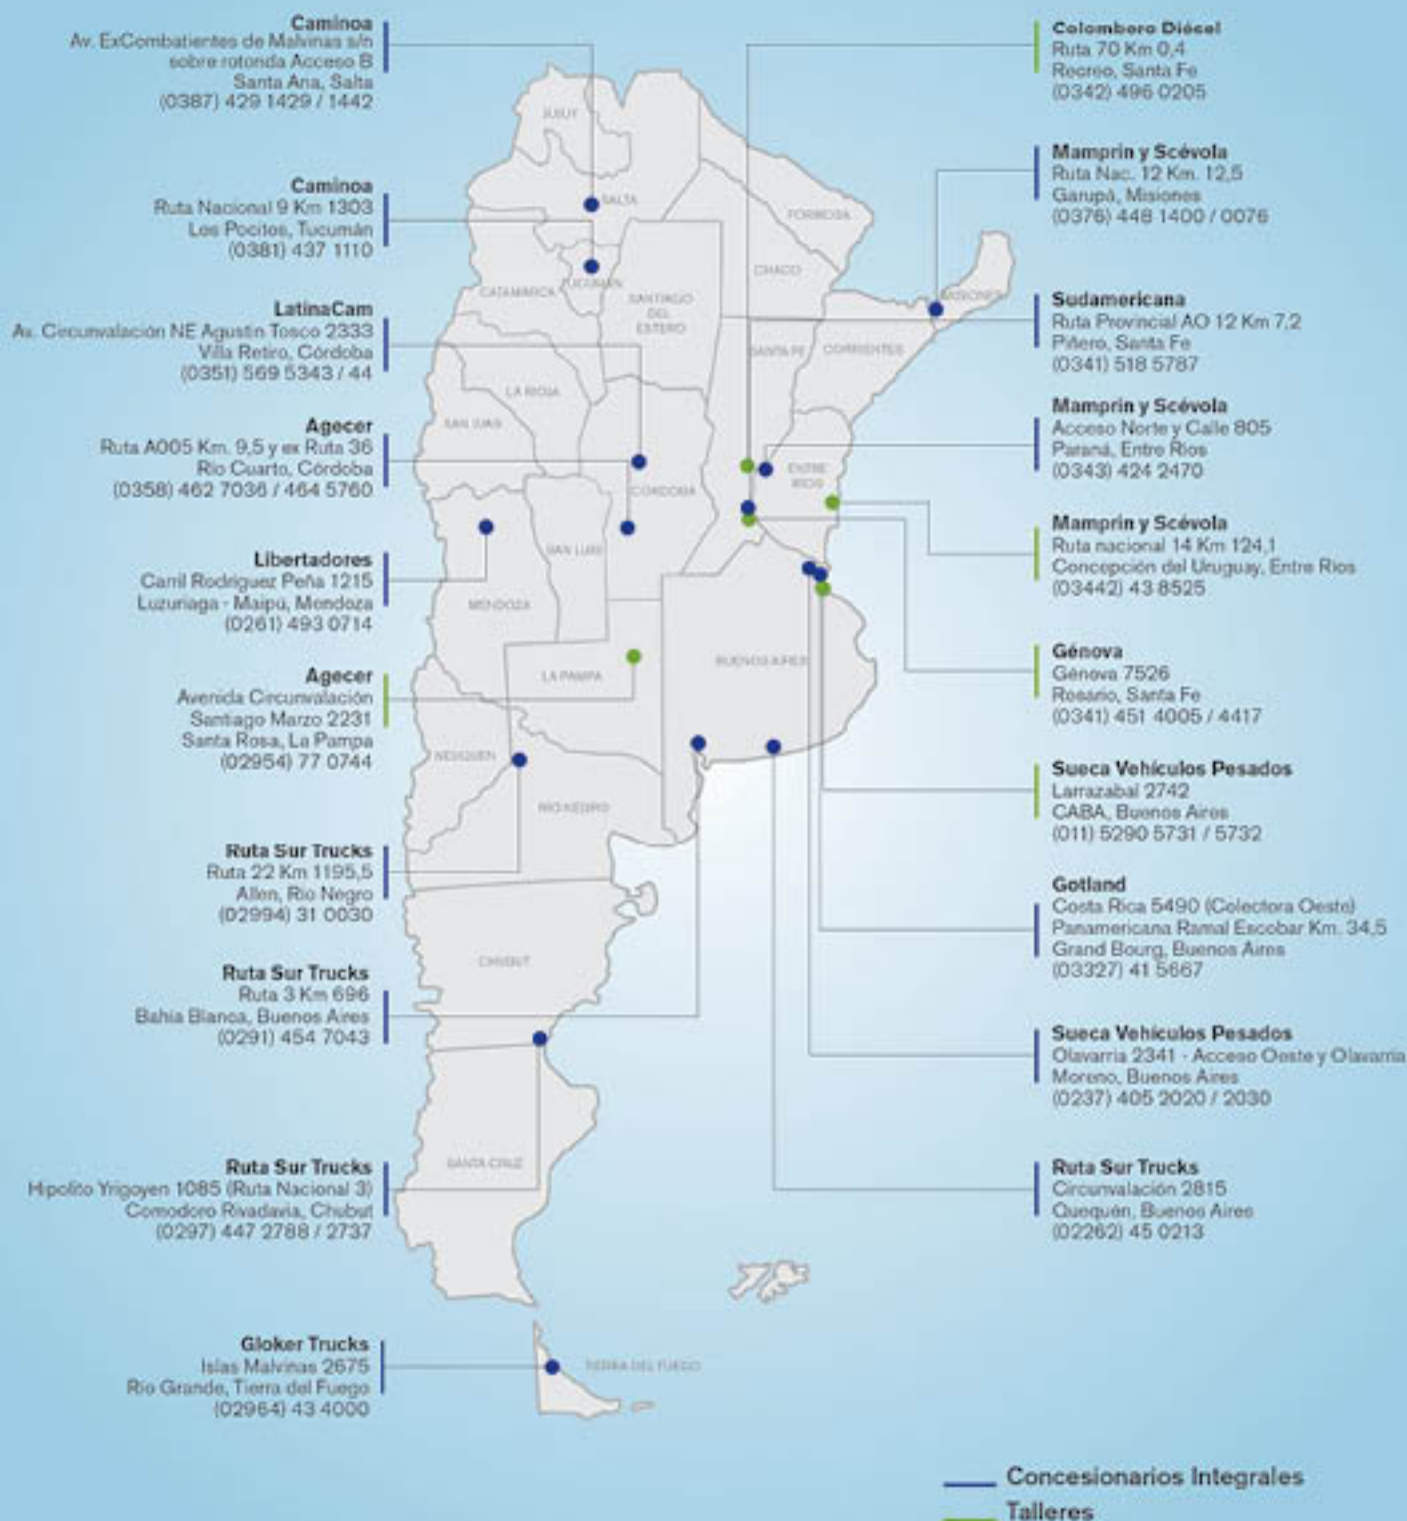 Caminoa
Av. ExCombatientes de Malvinas s/n
sobre rotonda Acceso B
Santa Ana, Salta
(0387) 429 1429 / 1442
Caminoa
Ruta Nacional 9 Km 1303
Los Pocitos, Tucumán
(0381) 437 1110
LatinaCam
Av. Circunvalación NE Agustin Tosco 2333
Villa Retiro, Córdoba
(0351) 569 5343 / 44
Agecer
Ruta A005 Km. 9,5 y ex Ruta 36
Río Cuarto, Córdoba
(0358) 462 7036 / 464 5760
Libertadores
Carril Rodriguez Peña 1215
Luzuriaga - Maipú, Mendoza
(0261) 493 0714
Agecer
Avenida Circunvalación
Santiago Marzo 2231
Santa Rosa, La Pampa
(02954) 77 0744
Ruta Sur Trucks
Ruta 22 Km 1195,5
Allen, Río Negro
(02994) 31 0030
Ruta Sur Trucks
Ruta 3 Km 696
Bahía Blanca, Buenos Aires
(0291) 454 7043
Ruta Sur Trucks
Hipolito Yrigoyen 1085 (Ruta Nacional 3)
Comodoro Rivadavia, Chubut
(0297) 447 2788 / 2737
Gloker Trucks
Islas Malvinas 2675
Río Grande, Tierra del Fuego
(02964) 43 4000
JUJUY
SALTA
FORMOSA
CHACO
TUCUMÁN
CATAMARCA
SANTIAGO
DEL
ESTERO
MISIONES
SANTA FE
CORRIENTES
LA RIOJA
SAN JUAN
ENTRE
RÍOS
CÓRDOBA
SAN LUIS
MENDOZA
BUENOS AIRES
LA PAMPA
NEUQUEN
RÍO NEGRO
CHUBUT
SANTA CRUZ
TIERRA DEL FUEGO
Colombero Diésel
Ruta 70 Km 0,4
Recreo, Santa Fe
(0342) 496 0205
Mamprin y Scévola
Ruta Nac. 12 Km. 12,5
Garupá, Misiones
(0376) 448 1400 / 0076
Sudamericana
Ruta Provincial AO 12 Km 7,2
Piñero, Santa Fe
(0341) 518 5787
Mamprin y Scévola
Acceso Norte y Calle 805
Paraná, Entre Ríos
(0343) 424 2470
Mamprin y Scévola
Ruta nacional 14 Km 124,1
Concepción del Uruguay, Entre Ríos
(03442) 43 8525
Génova
Génova 7526
Rosario, Santa Fe
(0341) 451 4005 / 4417
Sueca Vehículos Pesados
Larrazabal 2742
CABA, Buenos Aires
(011) 5290 5731 / 5732
Gotland
Costa Rica 5490 (Colectora Oeste)
Panamericana Ramal Escobar Km. 34,5
Grand Bourg, Buenos Aires
(03327) 41 5667
Sueca Vehículos Pesados
Olavarria 2341 - Acceso Oeste y Olavarria
Moreno, Buenos Aires
(0237) 405 2020 / 2030
Ruta Sur Trucks
Circunvalación 2815
Quequén, Buenos Aires
(02262) 45 0213
Concesionarios Integrales
Talleres